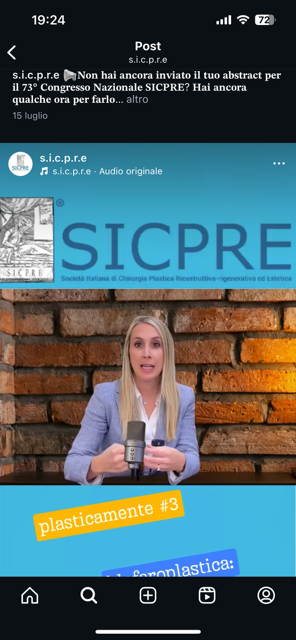 19:24
72
Post
s.i.c.p.r.e
s.i.c.p.r.e 📢Non hai ancora inviato il tuo abstract per
il 73° Congresso Nazionale SICPRE? Hai ancora
qualche ora per farlo... altro
15 luglio
s.i.c.p.r.e
s.i.c.p.r.e · Audio originale
SICPRE
®
SICPRE
Società Italiana di Chirurgia Plastica Ricostruttiva-rigenerativa ed Estetica
plasticamente #3